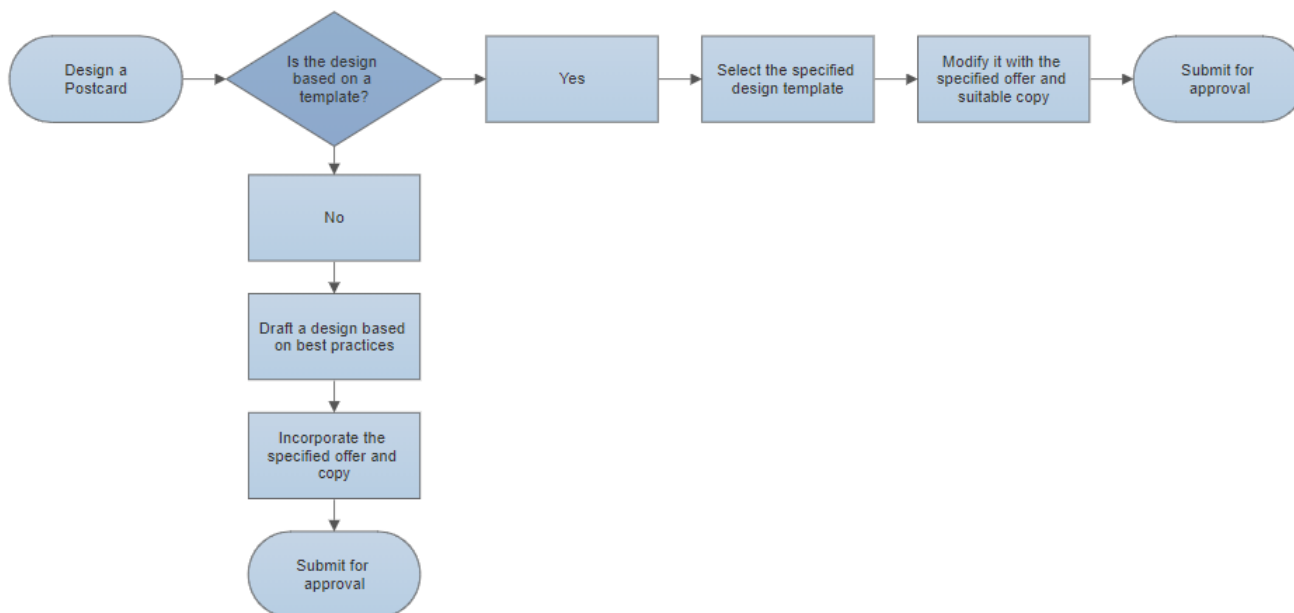 Design a
Postcard
Is the design
based on a
template?
Yes
Select the specified
design template
Modify it with the
specified offer and
suitable copy
Submit for
approval
No
Draft a design based
on best practices
Incorporate the
specified offer and
copy
Submit for
approval